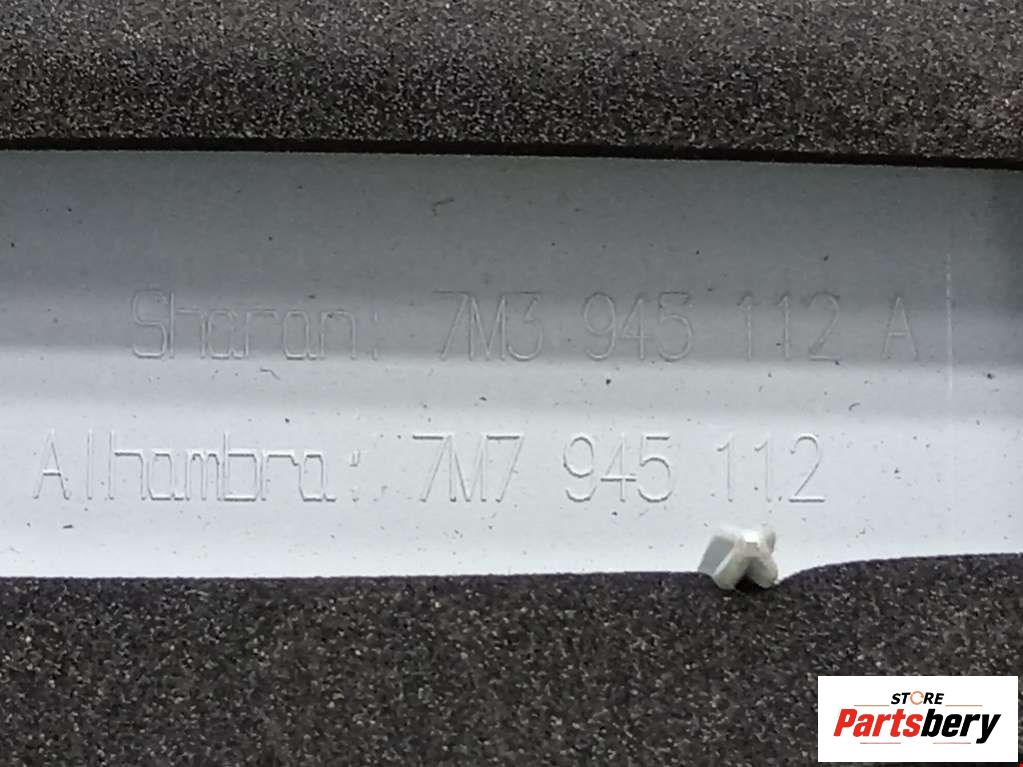 Sharan: 7M3 945 112 A
Alhambra: 7M7 945 112
STORE
Partsbery